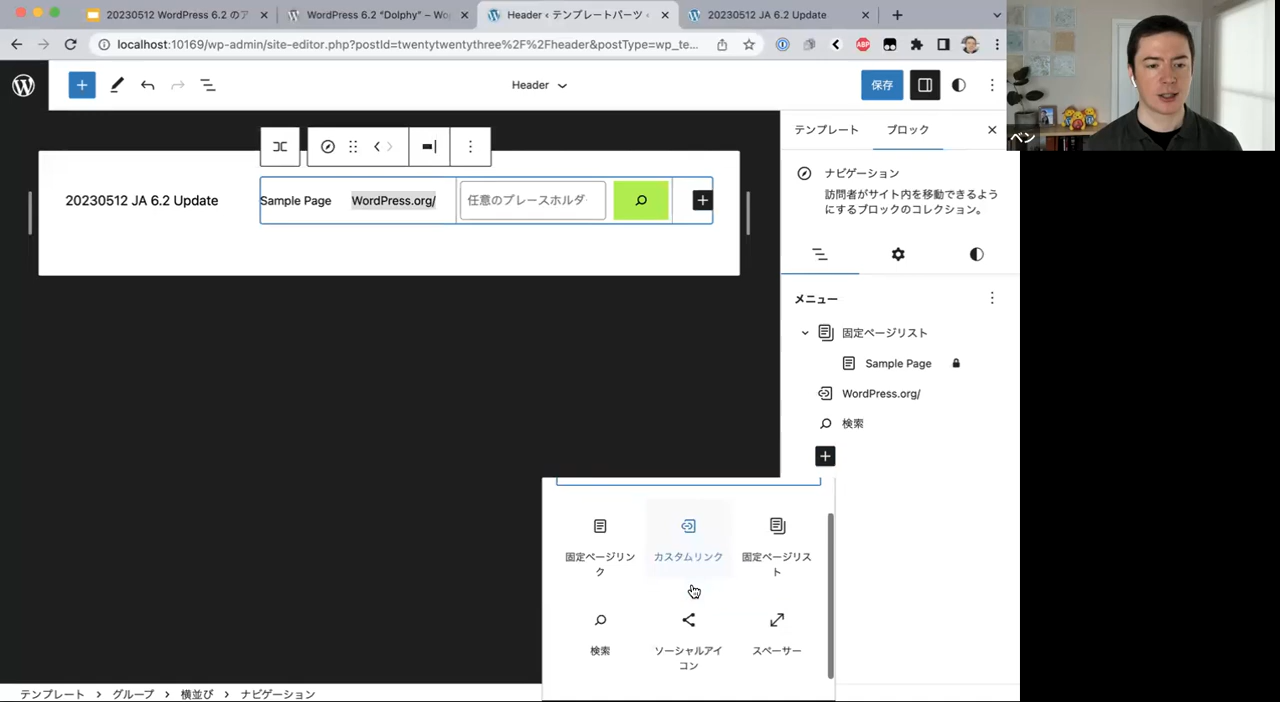 20230512 WordPress 6.2 のア
WordPress 6.2 “Dolphy” – Wo
Header ‹ テンプレートパーツ ‹
20230512 JA 6.2 Update
localhost:10169/wp-admin/site-editor.php?postId=twentytwentythree%2F%2Fheader&postType=wp_te...
ABP
Header
保存
ベン
テンプレート
ブロック
20230512 JA 6.2 Update
Sample Page
WordPress.org/
任意のプレースホルダ
ナビゲーション
訪問者がサイト内を移動できるよう
にするブロックのコレクション。
メニュー
固定ページリスト
Sample Page
WordPress.org/
検索
固定ページリン
ク
カスタムリンク
固定ページリス
ト
検索
ソーシャルアイ
コン
スペーサー
テンプレート › グループ › 横並び › ナビゲーション